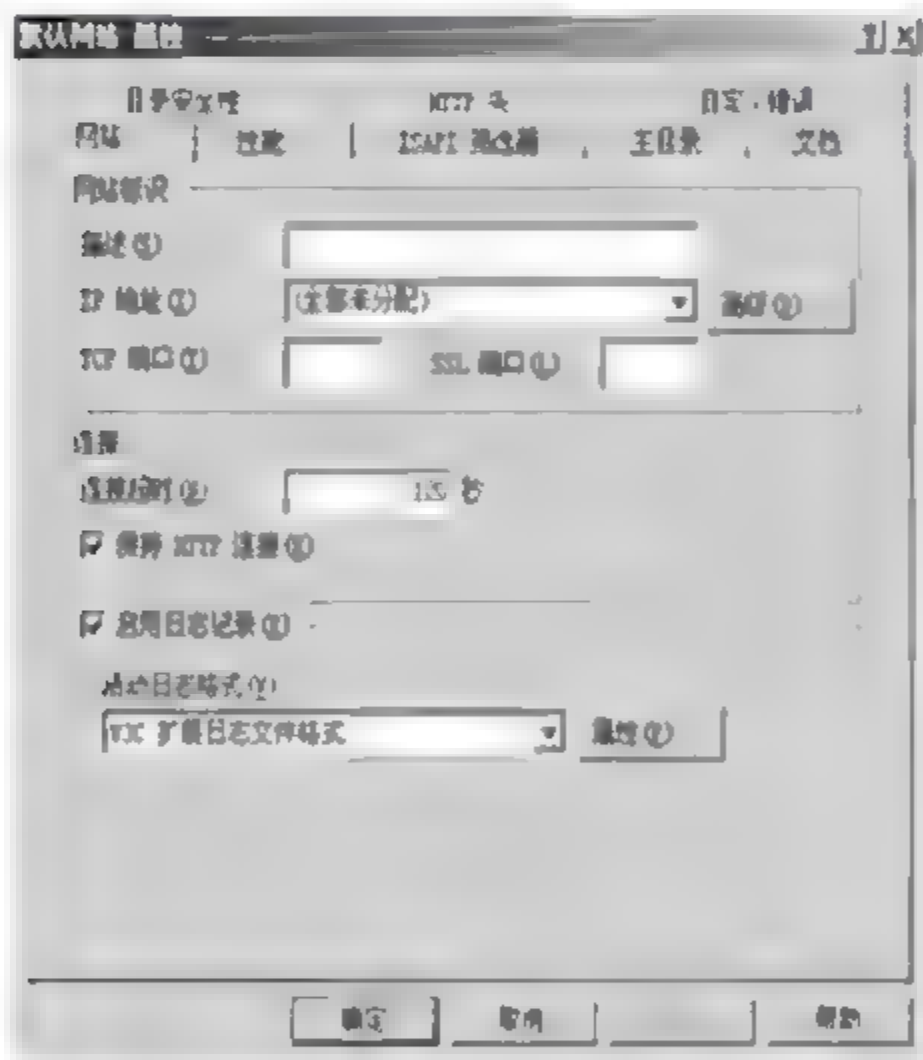 默认网站 属性
目录安全性 HTTP 头 自定义错误
网站 性能 ISAPI 筛选器 主目录 文档
网站标识
描述(S)
IP 地址(I) (全部未分配) 高级(D)
TCP 端口(T) SSL 端口(L)
连接
连接超时(N) 120 秒
保持 HTTP 连接(K)
启用日志记录(E)
活动日志格式(V)
W3C 扩展日志文件格式 属性(P)
确定 取消 帮助